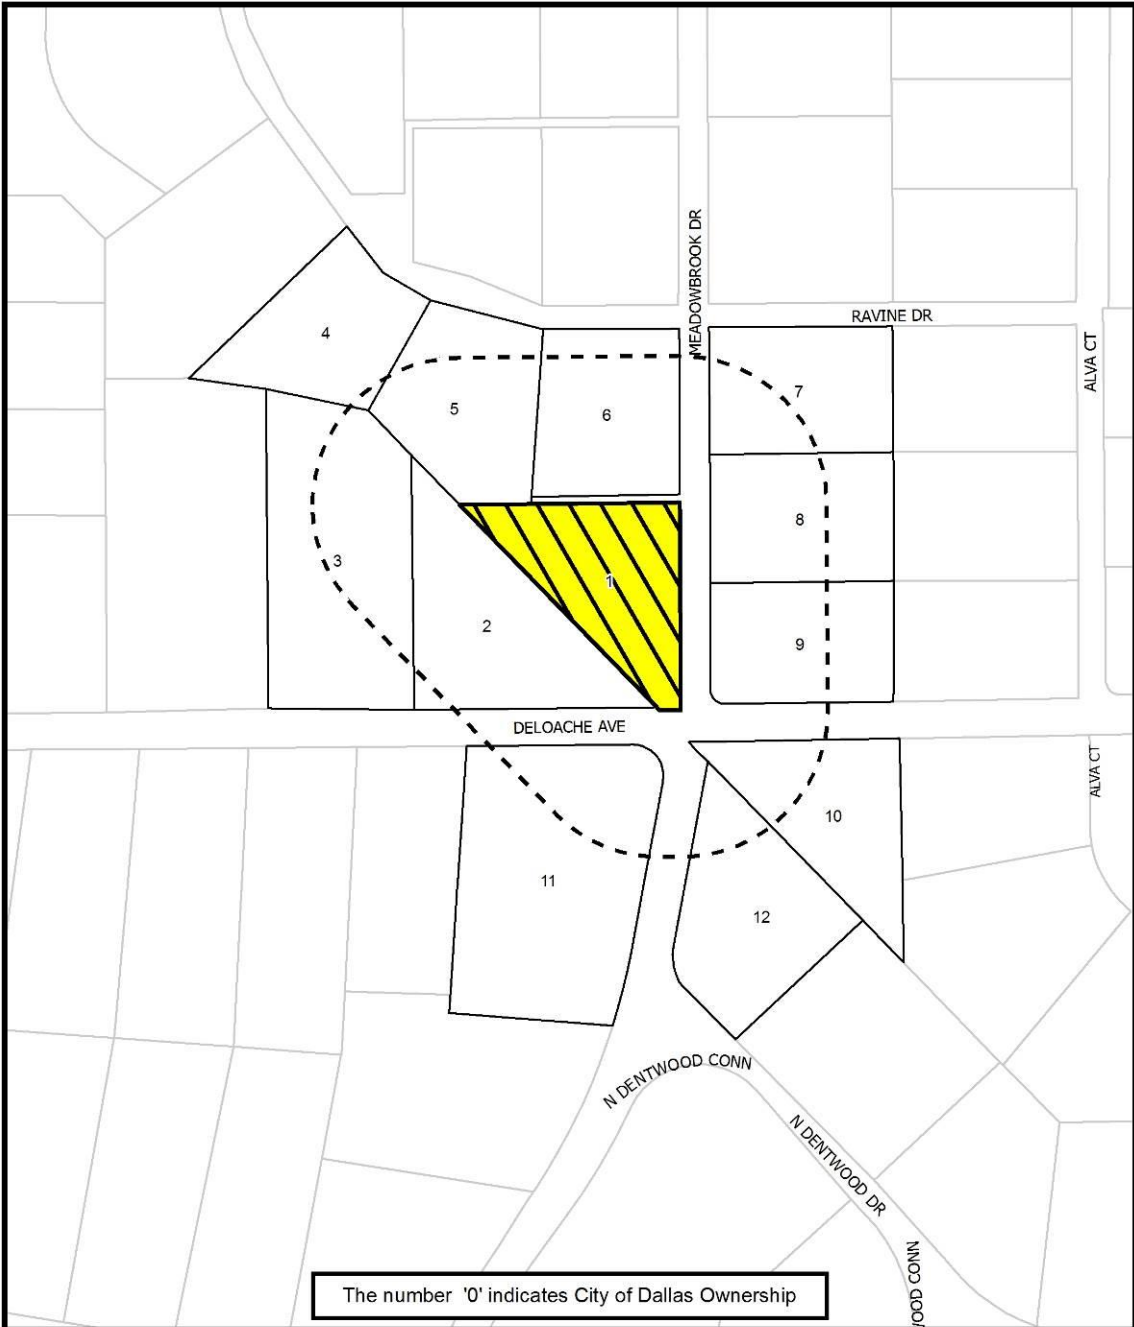 MEADOWBROOK DR
RAVINE DR
ALVA CT
4
5
6
7
8
3
1
2
9
DELOACHE AVE
ALVA CT
10
11
12
N DENTWOOD CONN
N DENTWOOD DR
WOOD CONN
The number '0' indicates City of Dallas Ownership